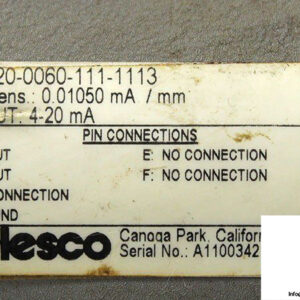 20-0060-111-1113
ens.: 0.01050 mA / mm
UT: 4-20 mA
PIN CONNECTIONS
UT E: NO CONNECTION
UT F: NO CONNECTION
ONNECTION
UND
lesco
Canoga Park, Californ
Serial No.: A1100342